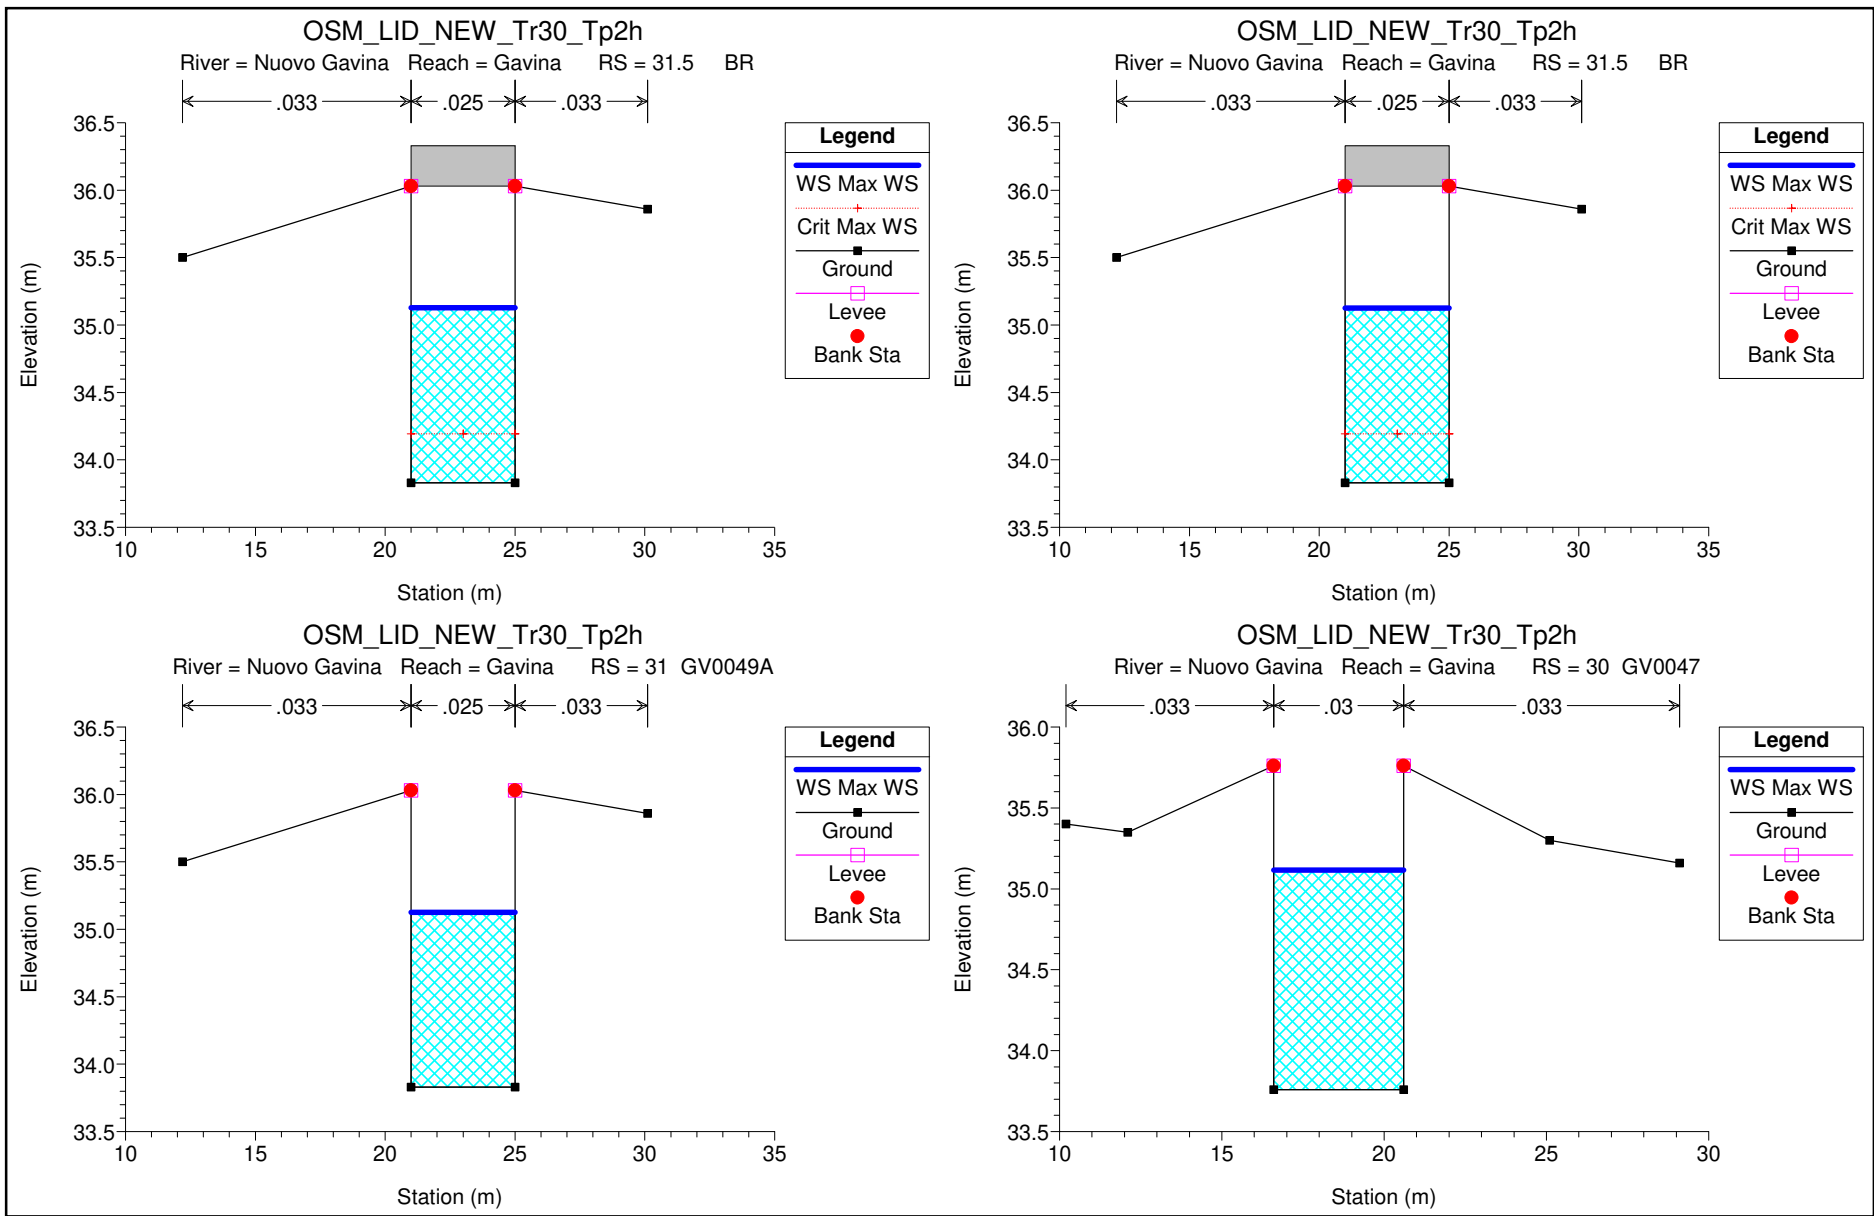 OSM_LID_NEW_Tr30_Tp2h
River = Nuovo Gavina Reach = Gavina RS = 31.5 BR
.033 .025 .033
36.5
36.0
35.5
35.0
34.5
34.0
33.5
10 15 20 25 30 35
Station (m)
Elevation (m)
Legend
WS Max WS
Crit Max WS
Ground
Levee
Bank Sta
OSM_LID_NEW_Tr30_Tp2h
River = Nuovo Gavina Reach = Gavina RS = 31.5 BR
.033 .025 .033
36.5
36.0
35.5
35.0
34.5
34.0
33.5
10 15 20 25 30 35
Station (m)
Elevation (m)
Legend
WS Max WS
Crit Max WS
Ground
Levee
Bank Sta
OSM_LID_NEW_Tr30_Tp2h
River = Nuovo Gavina Reach = Gavina RS = 31 GV0049A
.033 .025 .033
36.5
36.0
35.5
35.0
34.5
34.0
33.5
10 15 20 25 30 35
Station (m)
Elevation (m)
Legend
WS Max WS
Ground
Levee
Bank Sta
OSM_LID_NEW_Tr30_Tp2h
River = Nuovo Gavina Reach = Gavina RS = 30 GV0047
.033 .03 .033
36.0
35.5
35.0
34.5
34.0
33.5
10 15 20 25 30
Station (m)
Elevation (m)
Legend
WS Max WS
Ground
Levee
Bank Sta